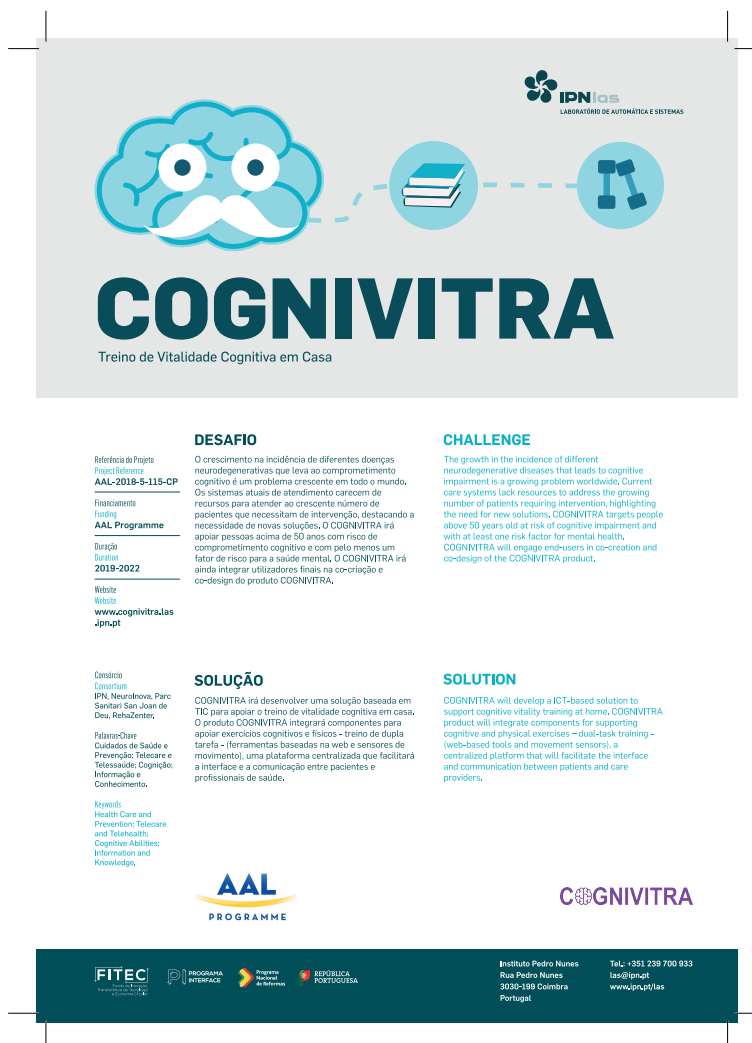 IPNlas
LABORATÓRIO DE AUTOMÁTICA E SISTEMAS
COGNIVITRA
Treino de Vitalidade Cognitiva em Casa
Referência do Projeto
Project Reference
AAL-2018-5-115-CP
Financiamento
Funding
AAL Programme
Duração
Duration
2019-2022
Website
Website
www.cognivitra.las
.ipn.pt
DESAFIO
O crescimento na incidência de diferentes doenças
neurodegenerativas que leva ao comprometimento
cognitivo é um problema crescente em todo o mundo.
Os sistemas atuais de atendimento carecem de
recursos para atender ao crescente número de
pacientes que necessitam de intervenção, destacando a
necessidade de novas soluções. O COGNIVITRA irá
apoiar pessoas acima de 50 anos com risco de
comprometimento cognitivo e com pelo menos um
fator de risco para a saúde mental. O COGNIVITRA irá
ainda integrar utilizadores finais na co-criação e
co-design do produto COGNIVITRA.
CHALLENGE
The growth in the incidence of different
neurodegenerative diseases that leads to cognitive
impairment is a growing problem worldwide. Current
care systems lack resources to address the growing
number of patients requiring intervention, highlighting
the need for new solutions. COGNIVITRA targets people
above 50 years old at risk of cognitive impairment and
with at least one risk factor for mental health.
COGNIVITRA will engage end-users in co-creation and
co-design of the COGNIVITRA product.
Consórcio
Consortium
IPN, NeuroInova, Parc
Sanitari San Joan de
Deu, RehaZenter,
Palavras-Chave
Cuidados de Saúde e
Prevenção; Telecare e
Telessaúde; Cognição;
Informação e
Conhecimento.
Keywords
Health Care and
Prevention; Telecare
and Telehealth;
Cognitive Abilities;
Information and
Knowledge.
SOLUÇÃO
COGNIVITRA irá desenvolver uma solução baseada em
TIC para apoiar o treino de vitalidade cognitiva em casa.
O produto COGNIVITRA integrará componentes para
apoiar exercícios cognitivos e físicos - treino de dupla
tarefa - (ferramentas baseadas na web e sensores de
movimento), uma plataforma centralizada que facilitará
a interface e a comunicação entre pacientes e
profissionais de saúde.
SOLUTION
COGNIVITRA will develop a ICT-based solution to
support cognitive vitality training at home. COGNIVITRA
product will integrate components for supporting
cognitive and physical exercises – dual-task training -
(web-based tools and movement sensors), a
centralized platform that will facilitate the interface
and communication between patients and care
providers.
AAL
PROGRAMME
COGNIVITRA
FITEC
Fundo de Inovação,
Transferência de Tecnologia
e Economia Circular
PI PROGRAMA
INTERFACE
Programa
Nacional
de Reformas
REPÚBLICA
PORTUGUESA
Instituto Pedro Nunes
Rua Pedro Nunes
3030-199 Coimbra
Portugal
Tel.: +351 239 700 933
las@ipn.pt
www.ipn.pt/las